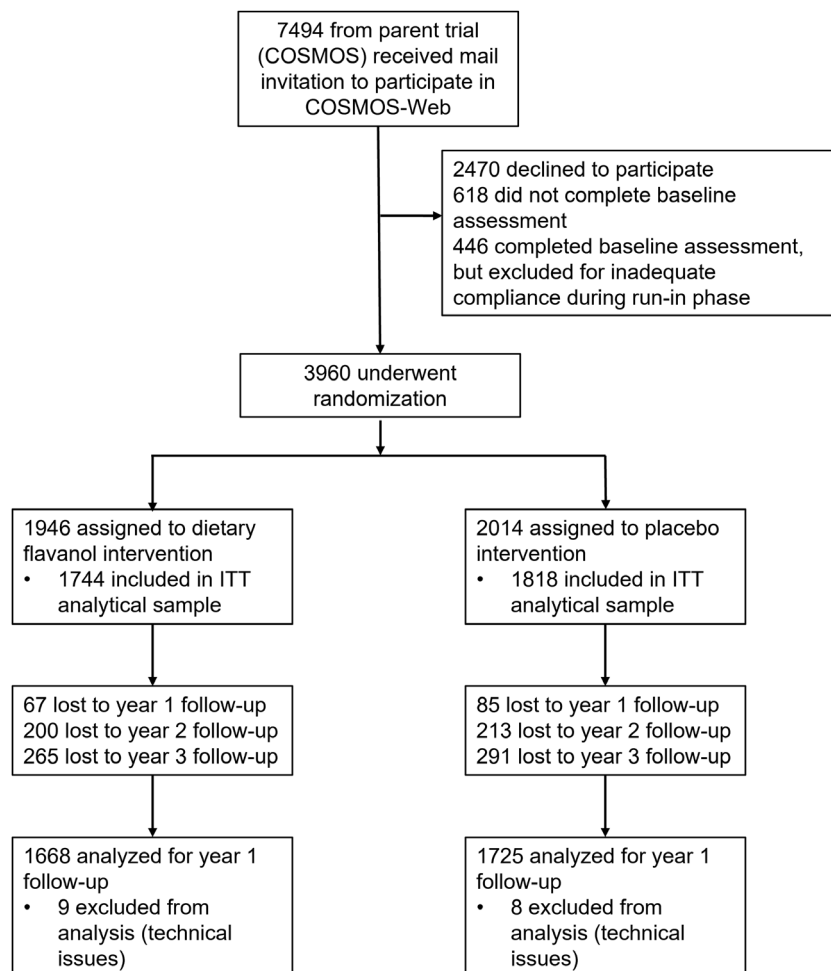 7494 from parent trial
(COSMOS) received mail
invitation to participate in
COSMOS-Web
2470 declined to participate
618 did not complete baseline
assessment
446 completed baseline assessment,
but excluded for inadequate
compliance during run-in phase
3960 underwent
randomization
1946 assigned to dietary
flavanol intervention
• 1744 included in ITT
analytical sample
2014 assigned to placebo
intervention
• 1818 included in ITT
analytical sample
67 lost to year 1 follow-up
200 lost to year 2 follow-up
265 lost to year 3 follow-up
85 lost to year 1 follow-up
213 lost to year 2 follow-up
291 lost to year 3 follow-up
1668 analyzed for year 1
follow-up
• 9 excluded from
analysis (technical
issues)
1725 analyzed for year 1
follow-up
• 8 excluded from
analysis (technical
issues)